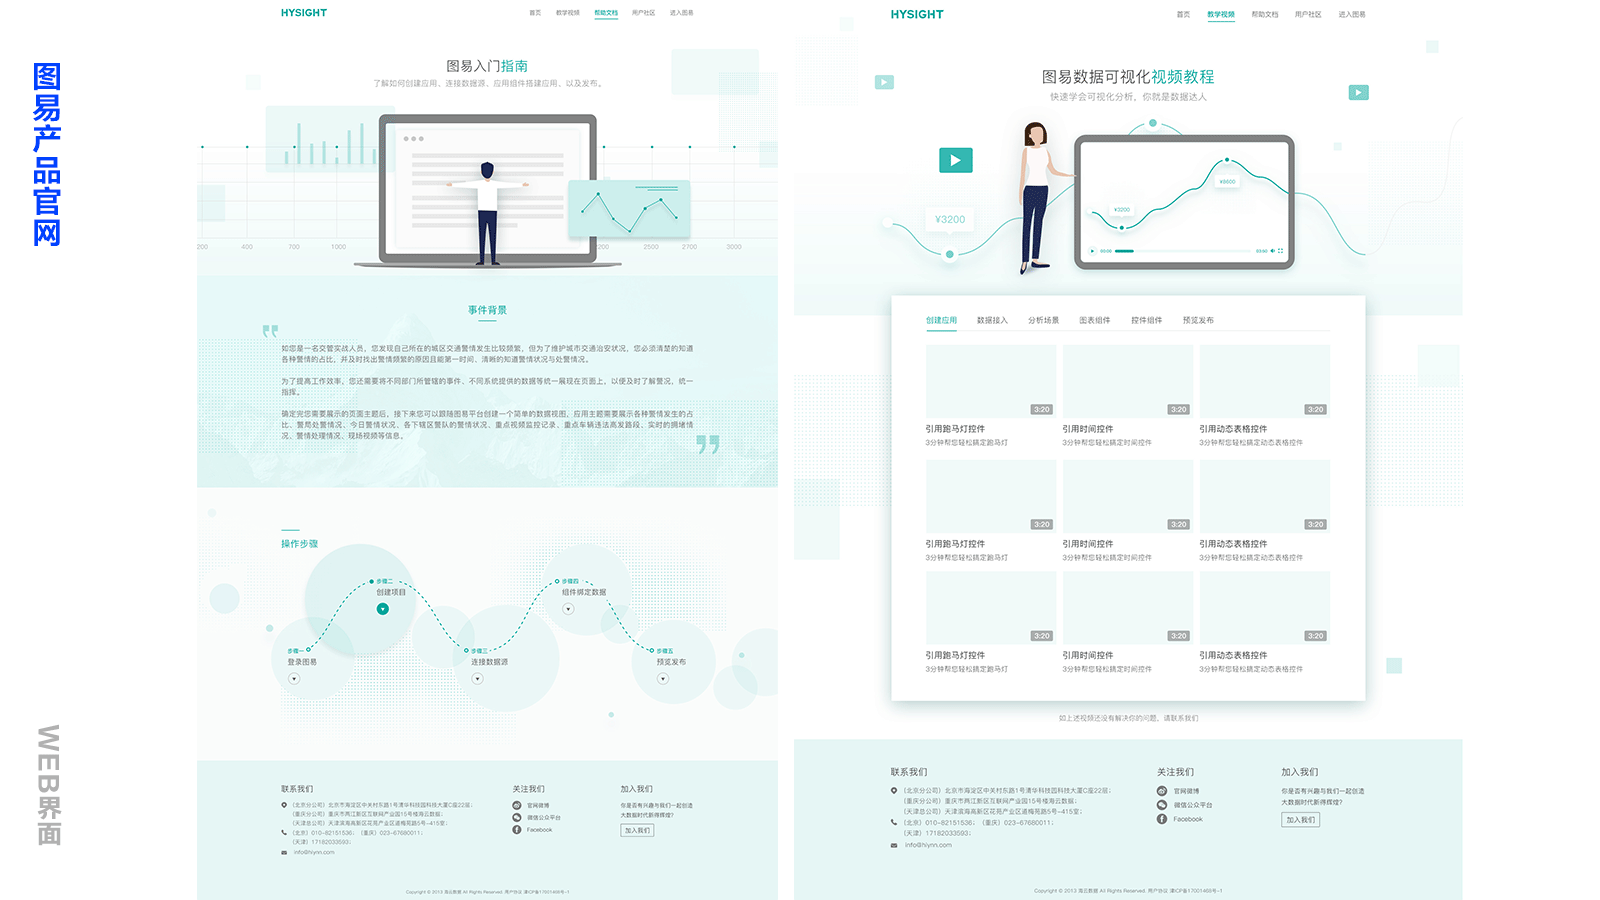 图易产品官网
WEB界面
HYSIGHT
首页 教学视频 帮助文档 用户社区 进入图易
图易入门指南
了解如何创建应用、连接数据源、应用组件搭建应用、以及发布。
200 400 700 1000 2200 2500 2700 3000
事件背景
如您是一名交管实战人员，您发现自己所在的城区交通警情发生比较频繁，但为了维护城市交通治安状况，您必须清楚的知道
各种警情的占比，并及时找出警情频繁的原因且能第一时间、清晰的知道警情状况与处警情况。
为了提高工作效率，您还需要将不同部门所管辖的事件、不同系统提供的数据等统一展现在页面上，以便及时了解警况，统一
指挥。
确定完您需要展示的页面主题后，接下来您可以跟随图易平台创建一个简单的数据视图，应用主题需要展示各种警情发生的占
比、警局处警情况、今日警情状况、各下辖区警队的警情状况、重点视频监控记录、重点车辆违法高发路段、实时的拥堵情
况、警情处理情况、现场视频等信息。
操作步骤
步骤一
登录图易
步骤二
创建项目
步骤三
连接数据源
步骤四
组件绑定数据
步骤五
预览发布
联系我们
（北京分公司）北京市海淀区中关村东路1号清华科技园科技大厦C座22层；
（重庆分公司）重庆市两江新区互联网产业园15号楼海云数据；
（天津总公司）天津滨海高新区花苑产业区道梅苑路5号-415室；
（北京）010-82151536；（重庆）023-67680011；
（天津）17182033593；
info@hiynn.com
关注我们
官网微博
微信公众平台
Facebook
加入我们
你是否有兴趣与我们一起创造
大数据时代新得辉煌？
加入我们
Copyright © 2013 海云数据 All Rights Reserved. 用户协议 津ICP备17001466号-1
HYSIGHT
首页 教学视频 帮助文档 用户社区 进入图易
图易数据可视化视频教程
快速学会可视化分析，你就是数据达人
¥3200
¥3200
¥8600
00:00
03:50
创建应用 数据接入 分析场景 图表组件 控件组件 预览发布
3:20 3:20 3:20
引用跑马灯控件 引用时间控件 引用动态表格控件
3分钟帮您轻松搞定跑马灯 3分钟帮您轻松搞定时间控件 3分钟帮您轻松搞定动态表格控件
3:20 3:20 3:20
引用跑马灯控件 引用时间控件 引用动态表格控件
3分钟帮您轻松搞定跑马灯 3分钟帮您轻松搞定时间控件 3分钟帮您轻松搞定动态表格控件
3:20 3:20 3:20
引用跑马灯控件 引用时间控件 引用动态表格控件
3分钟帮您轻松搞定跑马灯 3分钟帮您轻松搞定时间控件 3分钟帮您轻松搞定动态表格控件
如上述视频还没有解决你的问题，请联系我们
联系我们
（北京分公司）北京市海淀区中关村东路1号清华科技园科技大厦C座22层；
（重庆分公司）重庆市两江新区互联网产业园15号楼海云数据；
（天津总公司）天津滨海高新区花苑产业区道梅苑路5号-415室；
（北京）010-82151536；（重庆）023-67680011；
（天津）17182033593；
info@hiynn.com
关注我们
官网微博
微信公众平台
Facebook
加入我们
你是否有兴趣与我们一起创造
大数据时代新得辉煌？
加入我们
Copyright © 2013 海云数据 All Rights Reserved. 用户协议 津ICP备17001466号-1